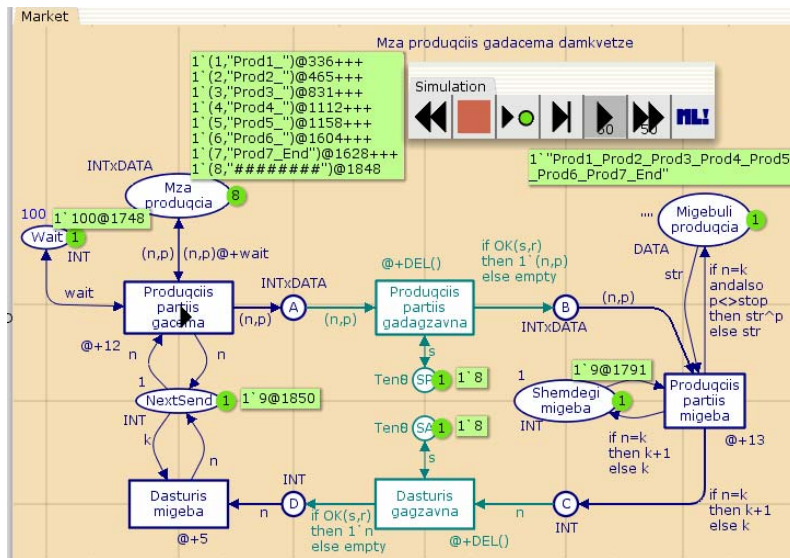 Market
Mza produqciis gadacema damkvetze
1`(1,"Prod1_")@336+++
1`(2,"Prod2_")@465+++
1`(3,"Prod3_")@831+++
1`(4,"Prod4_")@1112+++
1`(5,"Prod5_")@1158+++
1`(6,"Prod6_")@1604+++
1`(7,"Prod7_End")@1628+++
1`(8,"########")@1848
Simulation
50
50
ML!
1`"Prod1_Prod2_Prod3_Prod4_Prod5
_Prod6_Prod7_End"
INTxDATA
Mza
produqcia
8
100
1`100@1748
Wait
1
INT
(n,p)
(n,p)@+wait
wait
Produqciis
partiis
gacema
@+12
(n,p)
INTxDATA
A
(n,p)
@+DEL()
Produqciis
partiis
gadagzavna
if OK(s,r)
then 1`(n,p)
else empty
B
INTxDATA
(n,p)
""
Migebuli
produqcia
1
DATA
str
if n=k
andalso
p<>stop
then str^p
else str
n
n
1
NextSend
1
1`9@1850
INT
k
n
s
Ten0
SP
1
1`8
Ten0
SA
1
1`8
s
1
1`9@1791
Shemdegi
migeba
1
INT
if n=k
then k+1
else k
Produqciis
partiis
migeba
@+13
if n=k
then k+1
else k
Dasturis
migeba
@+5
n
INT
D
if OK(s,r)
then 1`n
else empty
Dasturis
gagzavna
@+DEL()
n
C
INT